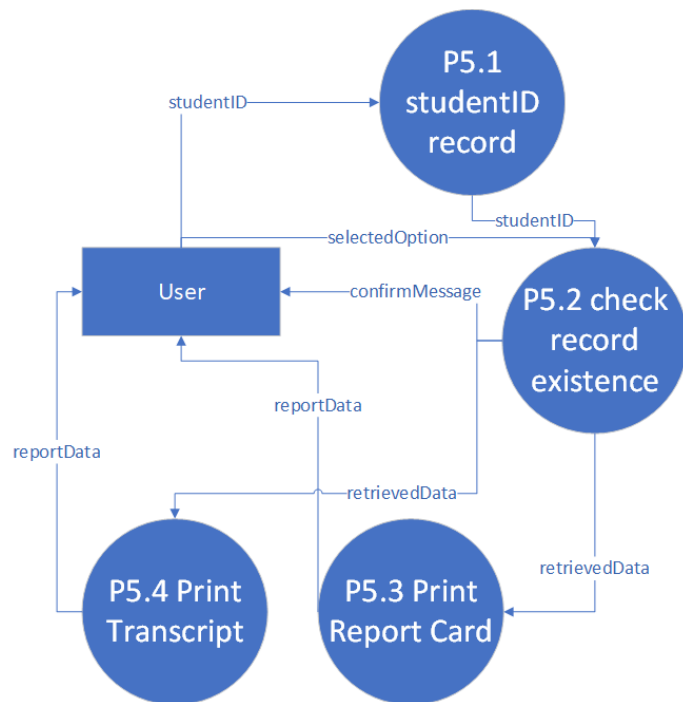 P5.1
studentID
record
studentID
studentID
selectedOption
User
confirmMessage
P5.2 check
record
existence
reportData
reportData
retrievedData
retrievedData
P5.4 Print
Transcript
P5.3 Print
Report Card